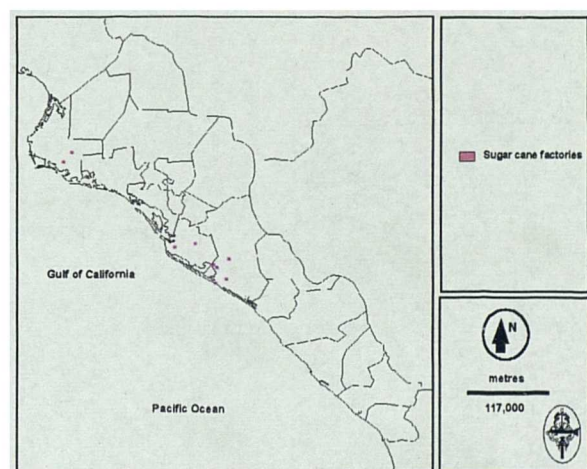 Sugar cane factories
Gulf of California
Pacific Ocean
N
metres
117,000